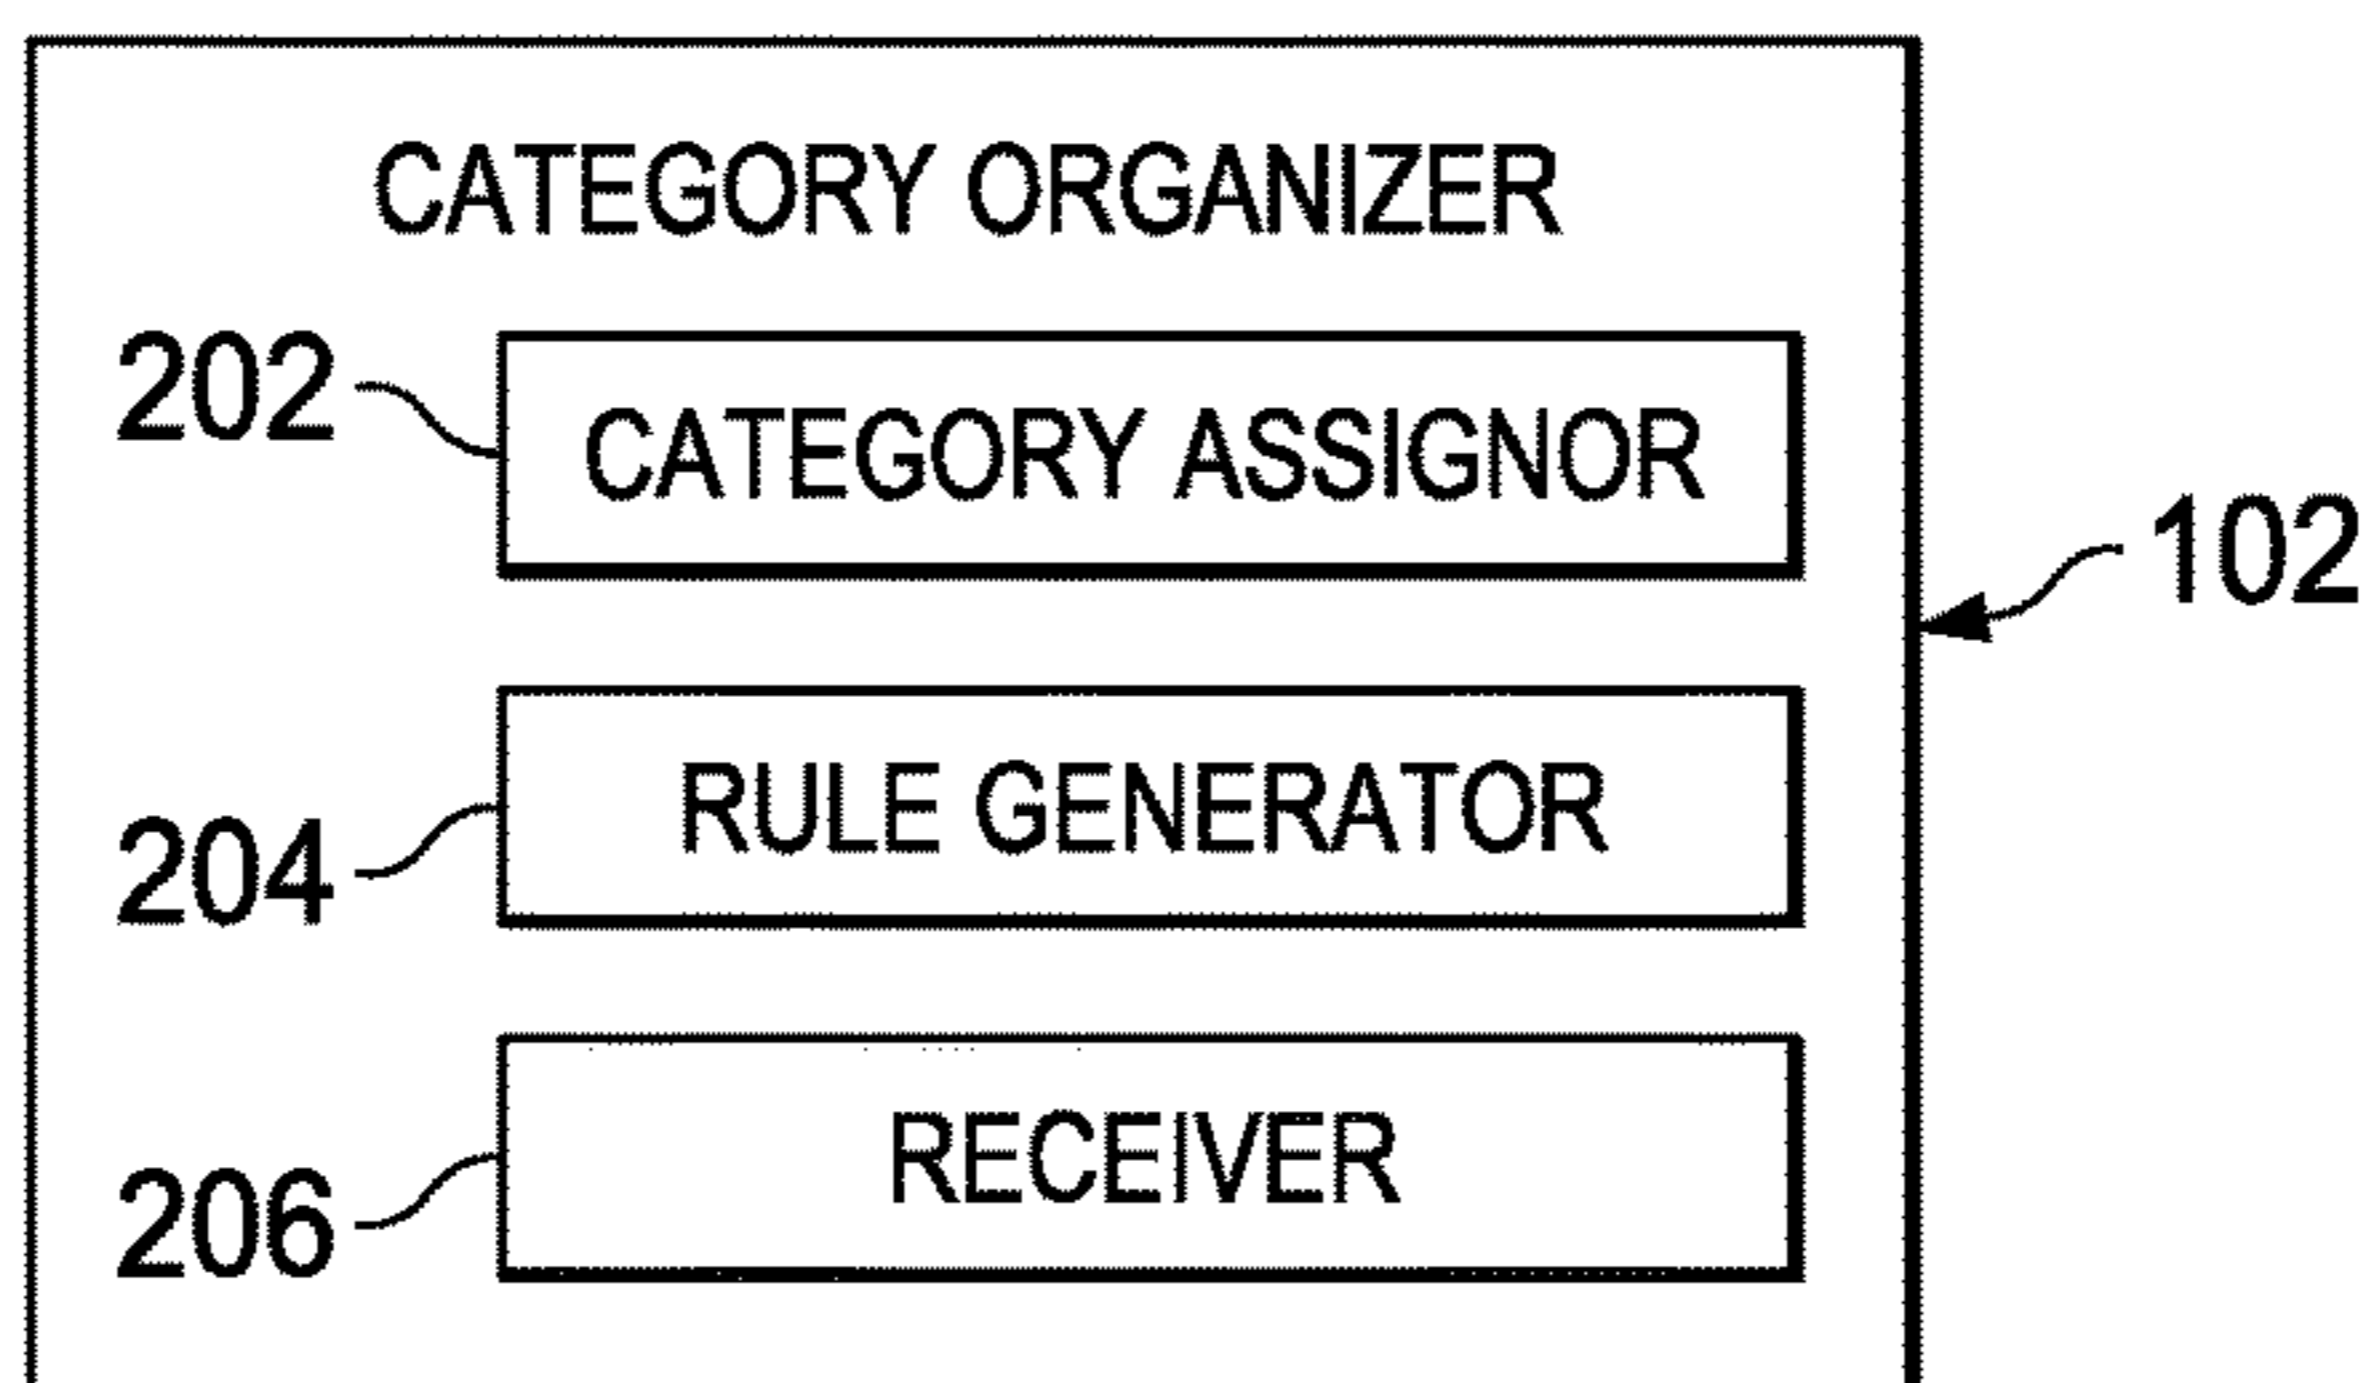 CATEGORY ORGANIZER
202
CATEGORY ASSIGNOR
102
RULE GENERATOR
204
RECEIVER
206